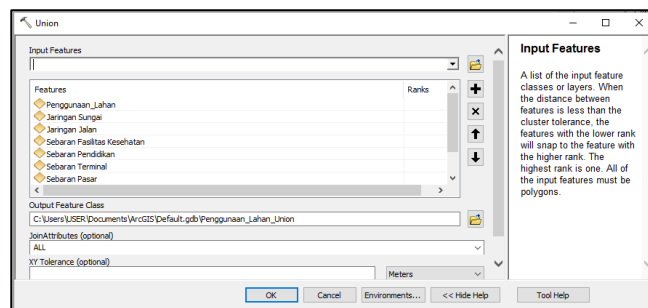 Union
Input Features
Features Ranks
Penggunaan_Lahan
Jaringan Sungai
Jaringan Jalan
Sebaran Fasilitas Kesehatan
Sebaran Pendidikan
Sebaran Terminal
Sebaran Pasar
Output Feature Class
C:\Users\USER\Documents\ArcGIS\Default.gdb\Penggunaan_Lahan_Union
JoinAttributes (optional)
ALL
XY Tolerance (optional)
Meters
OK Cancel Environments... << Hide Help Tool Help
Input Features
A list of the input feature
classes or layers. When
the distance between
features is less than the
cluster tolerance, the
features with the lower rank
will snap to the feature with
the higher rank. The
highest rank is one. All of
the input features must be
polygons.